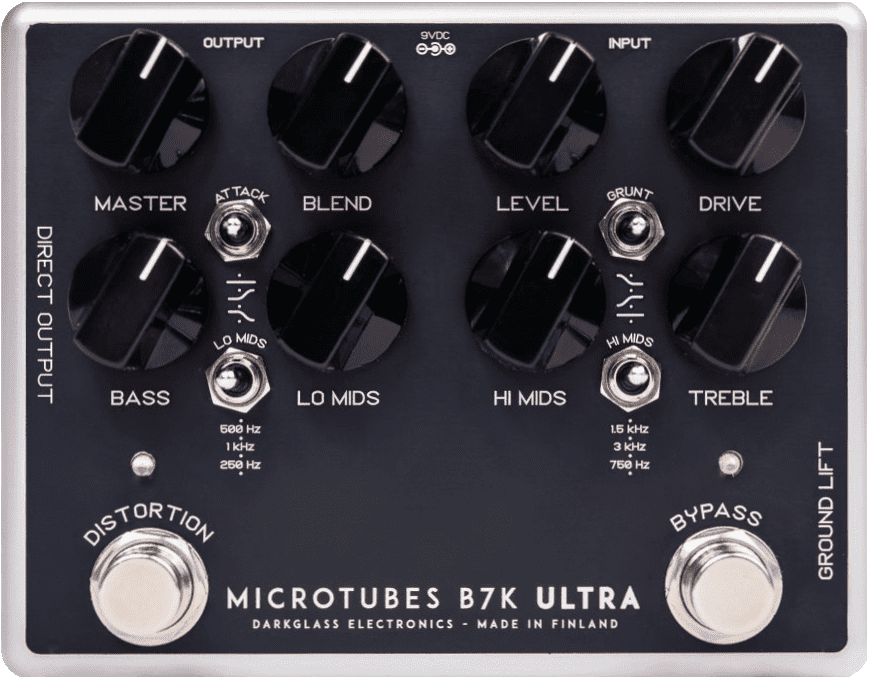 OUTPUT
9VDC
INPUT
MASTER
ATTACK
BLEND
LEVEL
GRUNT
DRIVE
DIRECT OUTPUT
LO MIDS
HI MIDS
BASS
LO MIDS
HI MIDS
TREBLE
500 Hz
1 kHz
250 Hz
1.5 kHz
3 kHz
750 Hz
GROUND LIFT
DISTORTION
BYPASS
MICROTUBES B7K ULTRA
DARKGLASS ELECTRONICS - MADE IN FINLAND